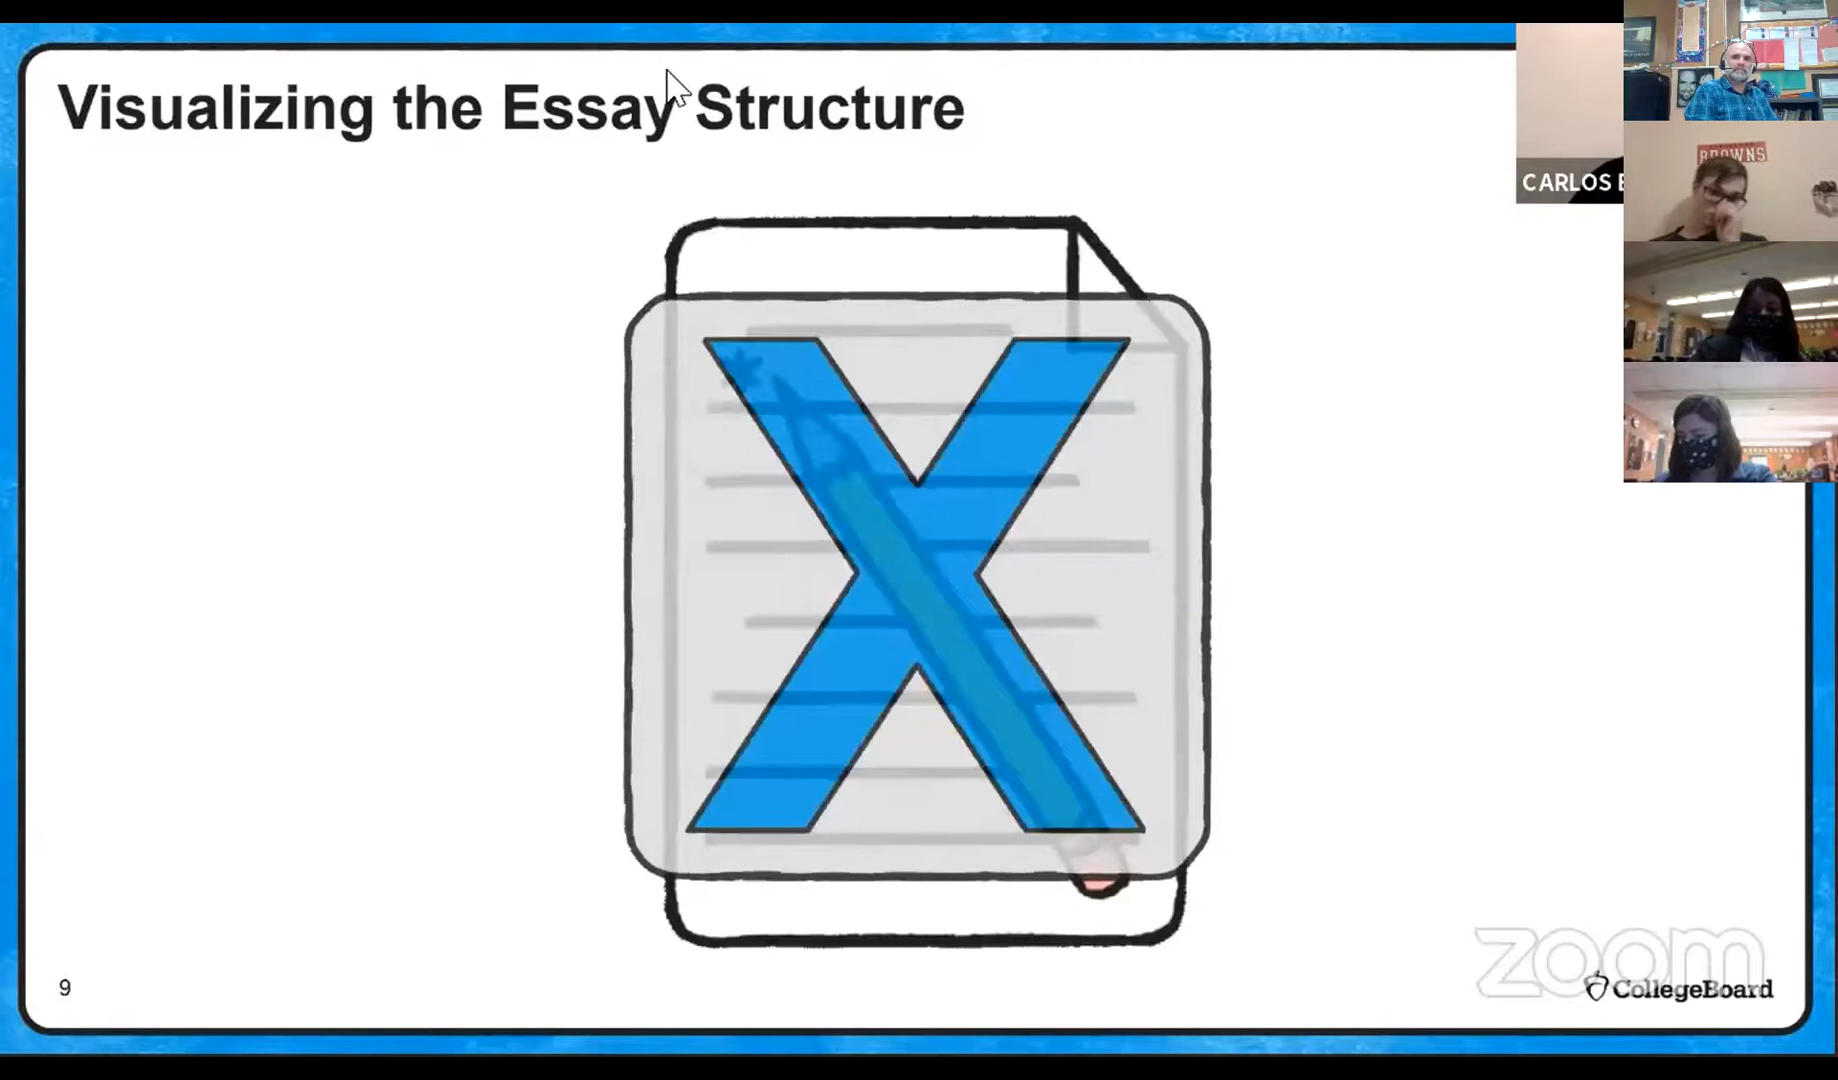 Visualizing the Essay Structure
CARLOS
BROWNS
X
9
zoom
CollegeBoard